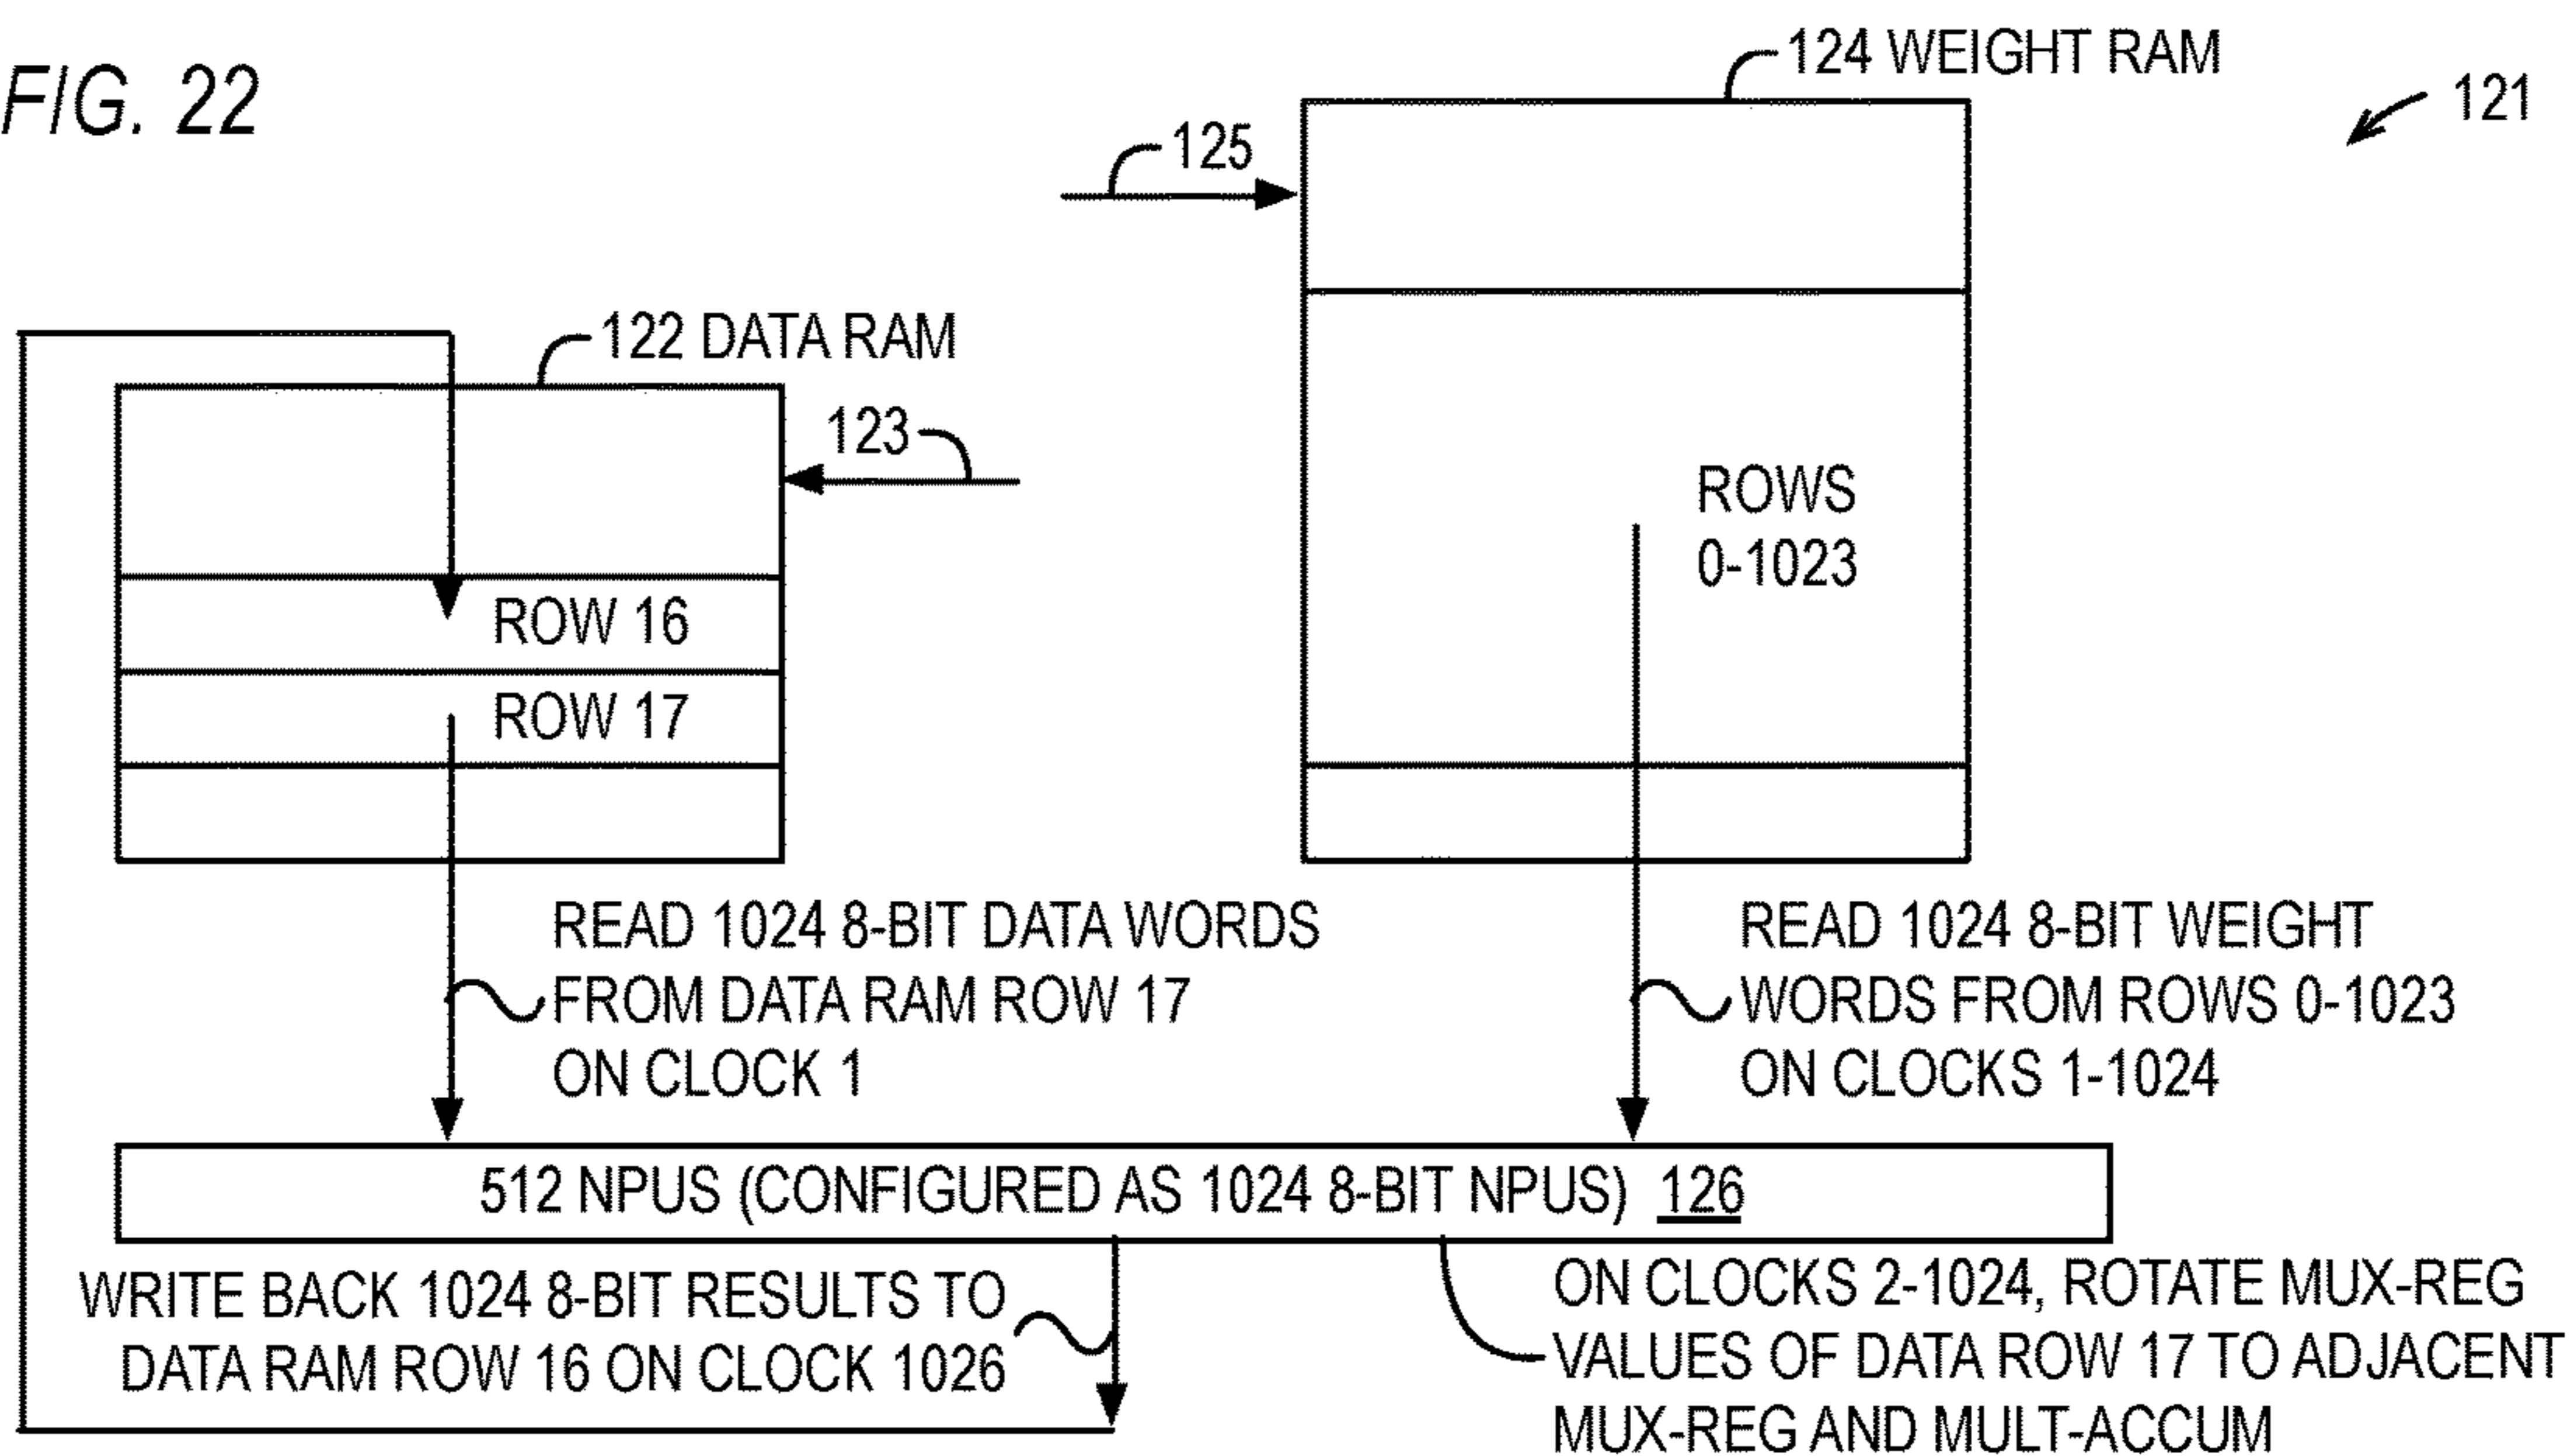 FIG. 22
124 WEIGHT RAM
121
125
122 DATA RAM
123
ROWS
0-1023
ROW 16
ROW 17
READ 1024 8-BIT DATA WORDS
FROM DATA RAM ROW 17
ON CLOCK 1
READ 1024 8-BIT WEIGHT
WORDS FROM ROWS 0-1023
ON CLOCKS 1-1024
512 NPUS (CONFIGURED AS 1024 8-BIT NPUS) 126
WRITE BACK 1024 8-BIT RESULTS TO
DATA RAM ROW 16 ON CLOCK 1026
ON CLOCKS 2-1024, ROTATE MUX-REG
VALUES OF DATA ROW 17 TO ADJACENT
MUX-REG AND MULT-ACCUM